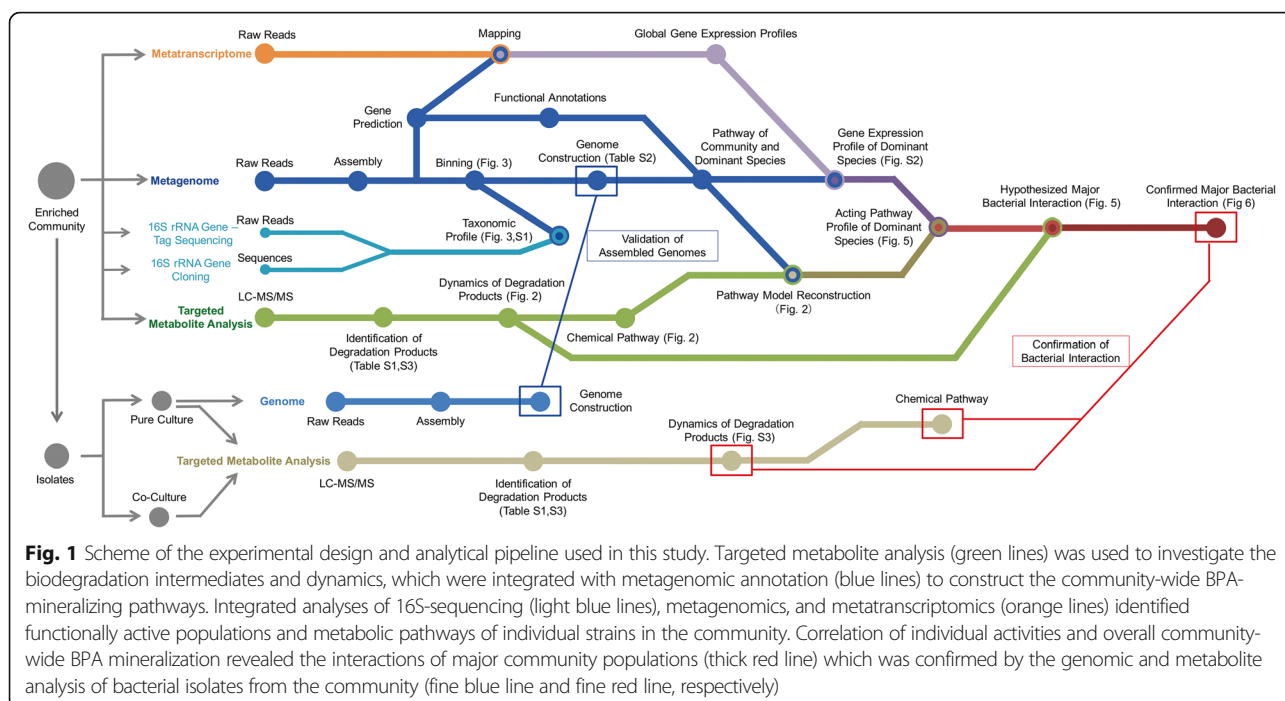 Raw Reads
Mapping
Global Gene Expression Profiles
Metatranscriptome
Gene
Prediction
Functional Annotations
Raw Reads
Assembly
Binning (Fig. 3)
Genome
Construction (Table S2)
Pathway of
Community and
Dominant Species
Gene Expression
Profile of Dominant
Species (Fig. S2)
Metagenome
Enriched
Community
Hypothesized Major
Bacterial Interaction (Fig. 5)
Confirmed Major Bacterial
Interaction (Fig 6)
Raw Reads
16S rRNA Gene –
Tag Sequencing
Taxonomic
Profile (Fig. 3,S1)
Validation of
Assembled Genomes
Acting Pathway
Profile of Dominant
Species (Fig. 5)
16S rRNA Gene
Cloning
Sequences
LC-MS/MS
Dynamics of Degradation
Products (Fig. 2)
Pathway Model Reconstruction
(Fig. 2)
Targeted
Metabolite Analysis
Identification of
Degradation Products
(Table S1,S3)
Chemical Pathway (Fig. 2)
Confirmation of
Bacterial Interaction
Pure Culture
Genome
Raw Reads
Assembly
Genome
Construction
Chemical Pathway
Dynamics of Degradation
Products (Fig. S3)
Isolates
Targeted Metabolite Analysis
LC-MS/MS
Identification of
Degradation Products
(Table S1,S3)
Co-Culture
Fig. 1 Scheme of the experimental design and analytical pipeline used in this study. Targeted metabolite analysis (green lines) was used to investigate the
biodegradation intermediates and dynamics, which were integrated with metagenomic annotation (blue lines) to construct the community-wide BPA-
mineralizing pathways. Integrated analyses of 16S-sequencing (light blue lines), metagenomics, and metatranscriptomics (orange lines) identified
functionally active populations and metabolic pathways of individual strains in the community. Correlation of individual activities and overall community-
wide BPA mineralization revealed the interactions of major community populations (thick red line) which was confirmed by the genomic and metabolite
analysis of bacterial isolates from the community (fine blue line and fine red line, respectively)